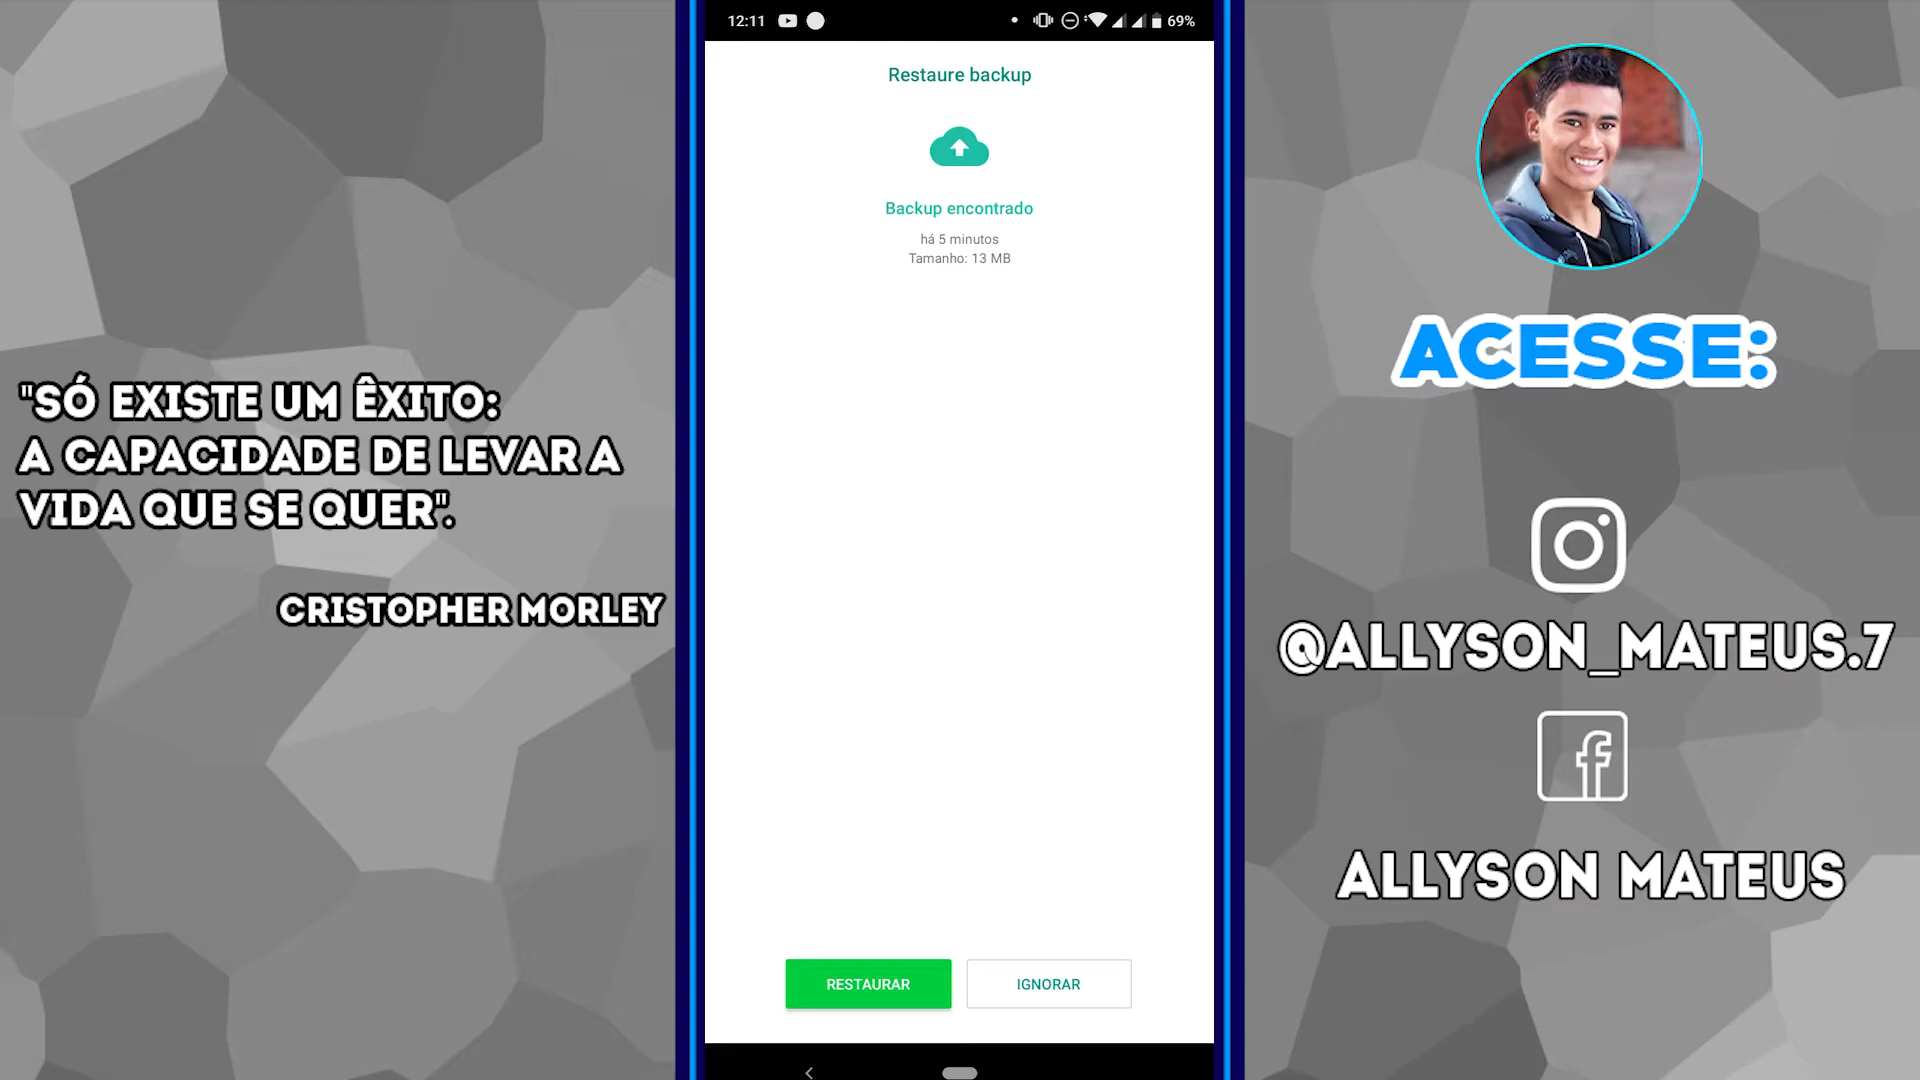 "SÓ EXISTE UM ÊXITO:
A CAPACIDADE DE LEVAR A
VIDA QUE SE QUER".
CRISTOPHER MORLEY
12:11
69%
Restaure backup
Backup encontrado
há 5 minutos
Tamanho: 13 MB
RESTAURAR
IGNORAR
ACESSE:
@ALLYSON_MATEUS.7
ALLYSON MATEUS